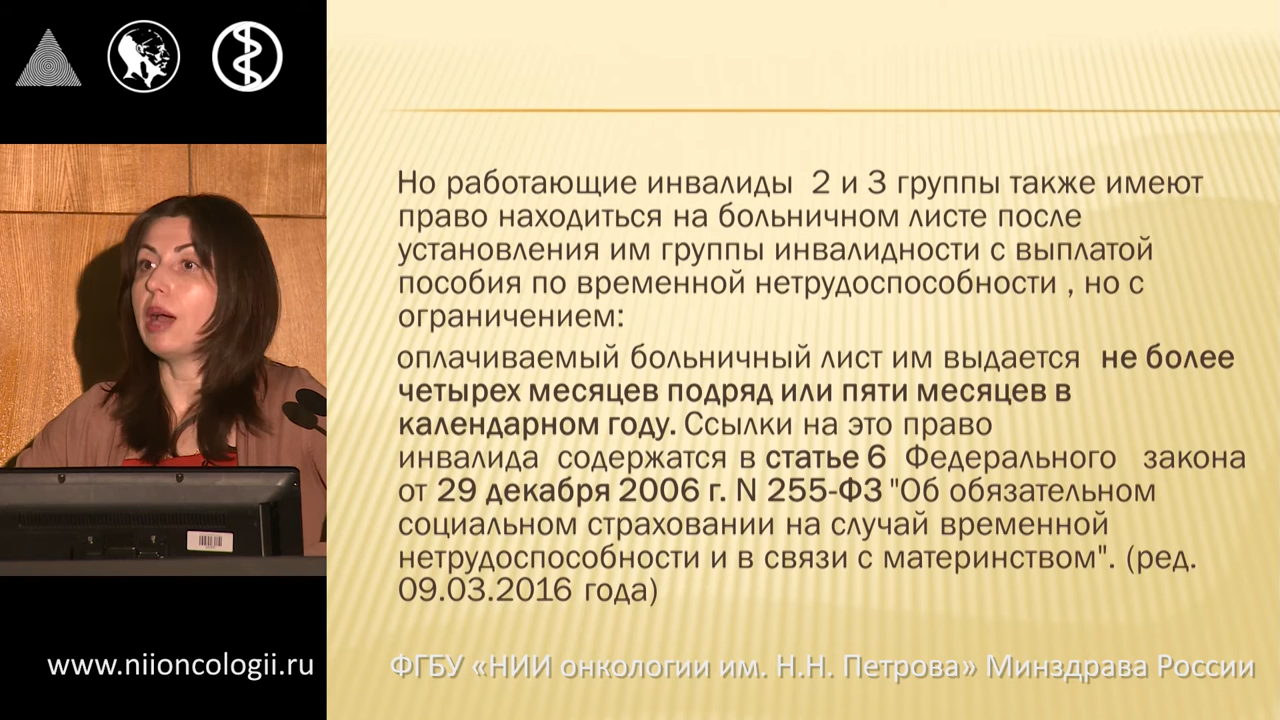 Но работающие инвалиды 2 и 3 группы также имеют
право находиться на больничном листе после
установления им группы инвалидности с выплатой
пособия по временной нетрудоспособности , но с
ограничением:
оплачиваемый больничный лист им выдается не более
четырех месяцев подряд или пяти месяцев в
календарном году. Ссылки на это право
инвалида содержатся в статье 6 Федерального закона
от 29 декабря 2006 г. N 255-ФЗ "Об обязательном
социальном страховании на случай временной
нетрудоспособности и в связи с материнством". (ред.
09.03.2016 года)
www.niioncologii.ru
ФГБУ «НИИ онкологии им. Н.Н. Петрова» Минздрава России